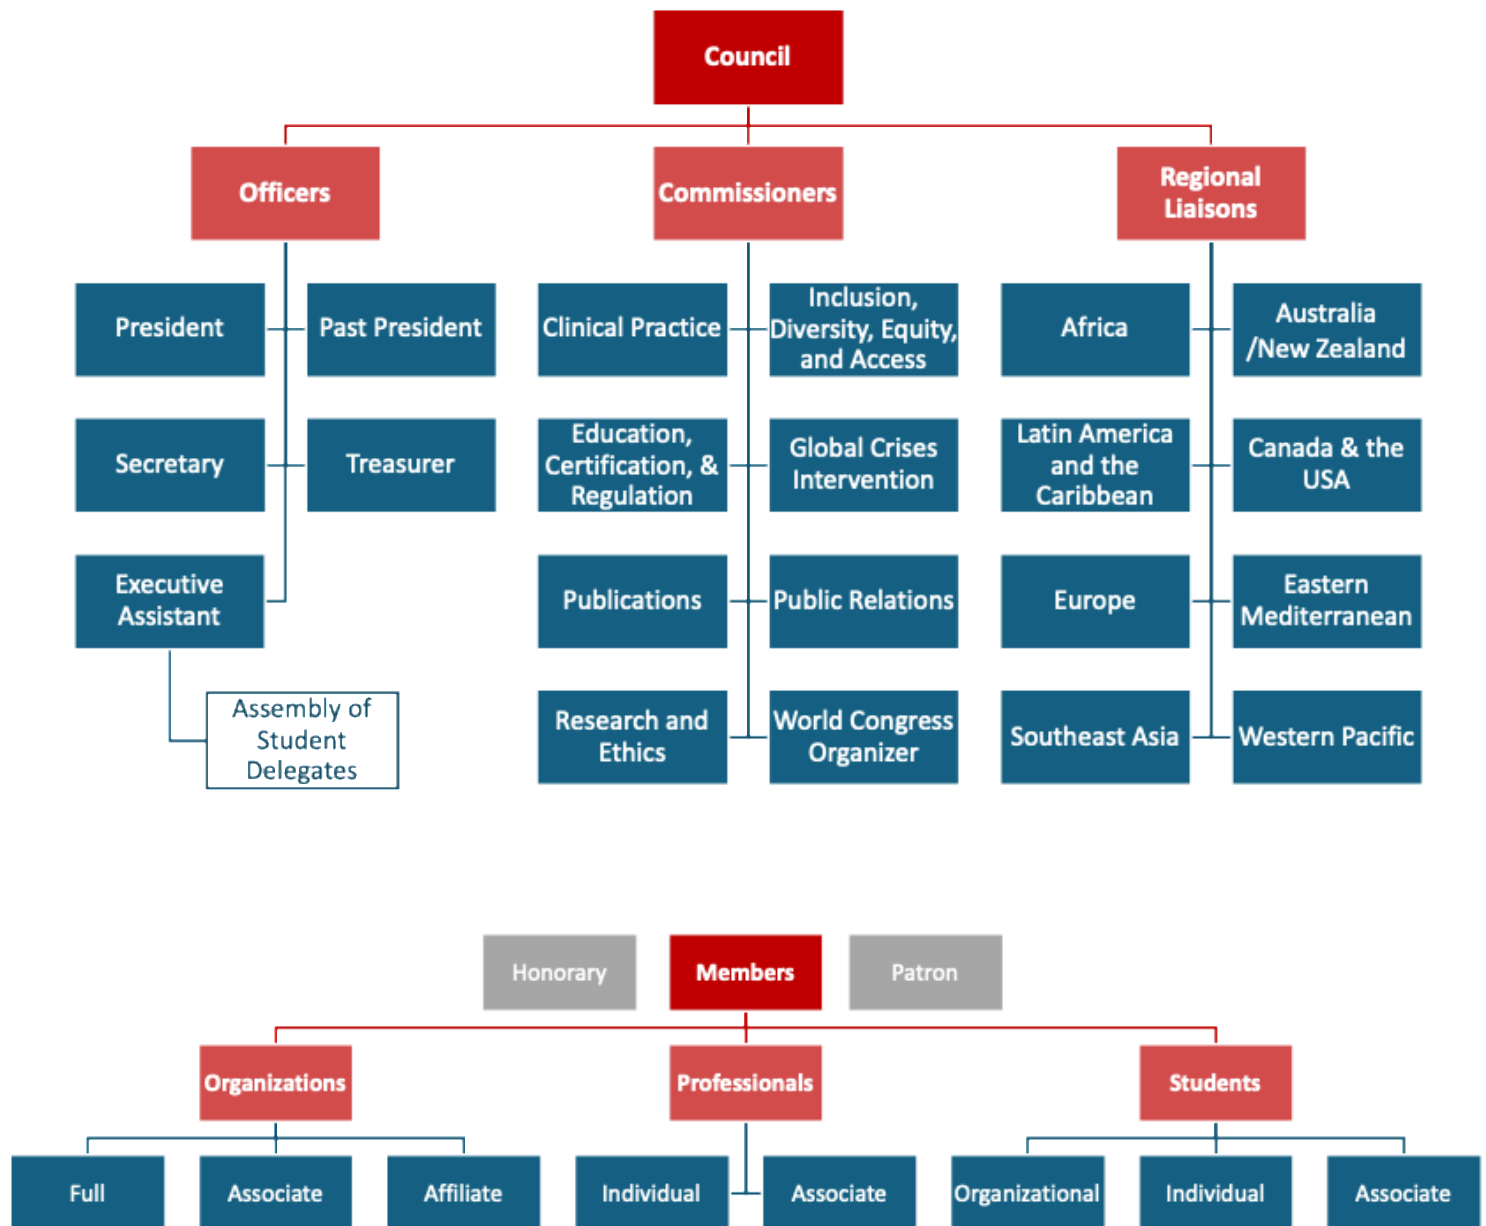 Council
Officers
Commissioners
Regional
Liaisons
President
Past President
Clinical Practice
Inclusion,
Diversity, Equity,
and Access
Africa
Australia
/New Zealand
Secretary
Treasurer
Education,
Certification, &
Regulation
Global Crises
Intervention
Latin America
and the
Caribbean
Canada & the
USA
Executive
Assistant
Publications
Public Relations
Europe
Eastern
Mediterranean
Assembly of
Student
Delegates
Research and
Ethics
World Congress
Organizer
Southeast Asia
Western Pacific
Honorary
Members
Patron
Organizations
Professionals
Students
Full
Associate
Affiliate
Individual
Associate
Organizational
Individual
Associate